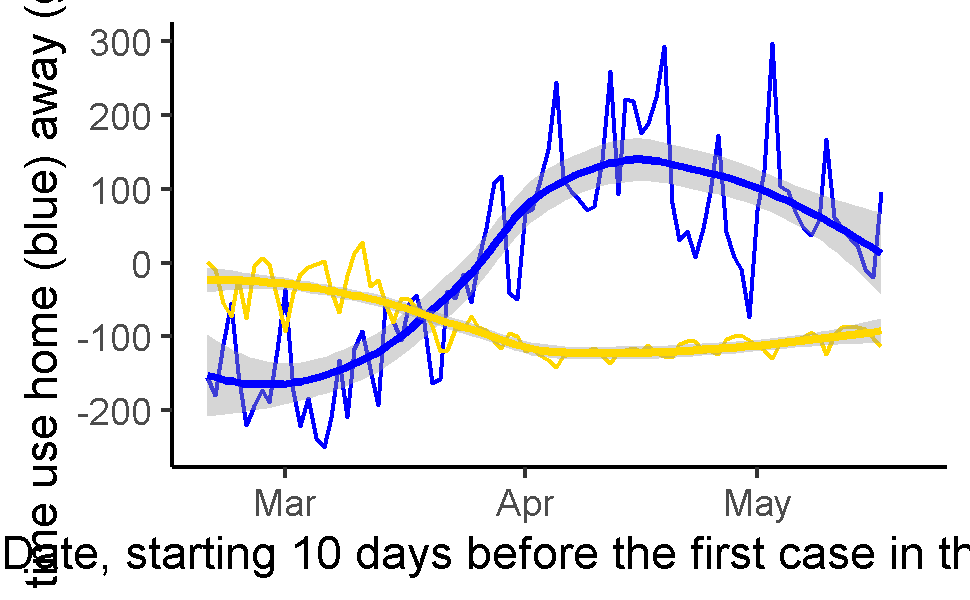 time use home (blue) away (
300
200
100
0
-100
-200
Mar Apr May
Date, starting 10 days before the first case in th